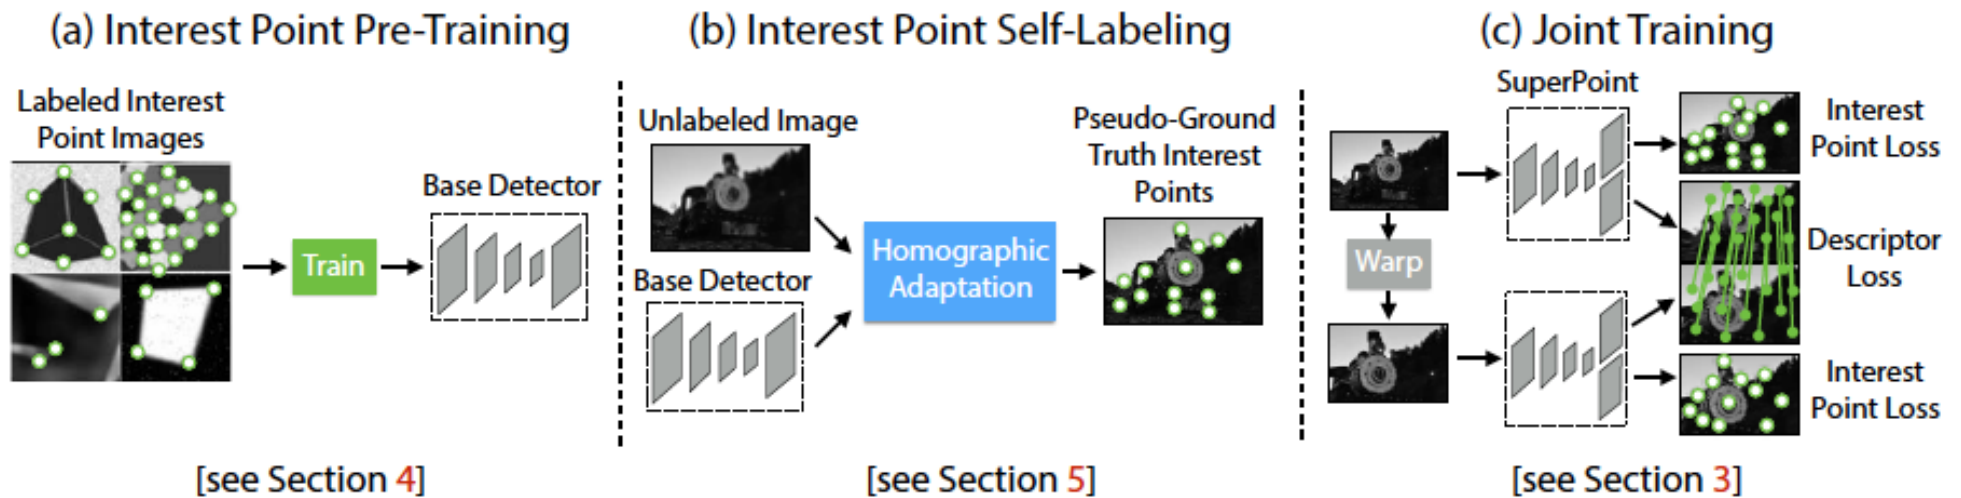 (a) Interest Point Pre-Training
Labeled Interest
Point Images
Train
Base Detector
[see Section 4]
(b) Interest Point Self-Labeling
Unlabeled Image
Base Detector
Homographic
Adaptation
Pseudo-Ground
Truth Interest
Points
[see Section 5]
(c) Joint Training
SuperPoint
Warp
Interest
Point Loss
Descriptor
Loss
Interest
Point Loss
[see Section 3]